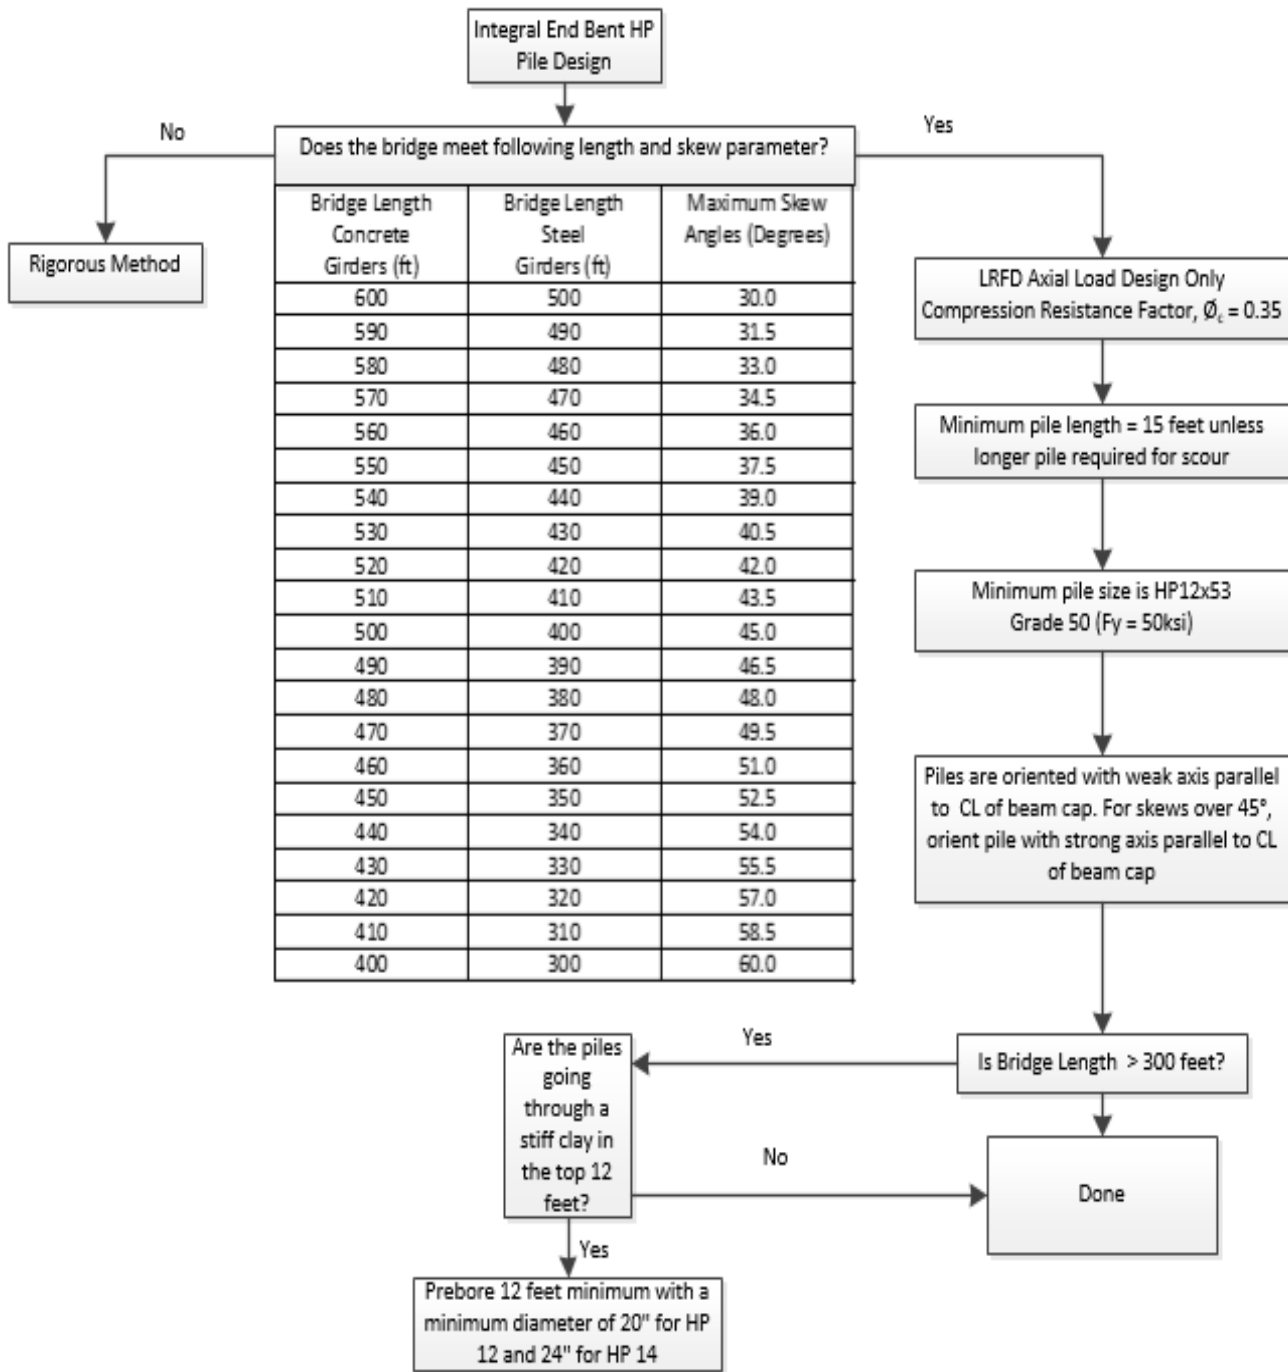 Integral End Bent HP
Pile Design
No
Yes
Does the bridge meet following length and skew parameter?
Bridge Length
Concrete
Girders (ft)
Bridge Length
Steel
Girders (ft)
Maximum Skew
Angles (Degrees)
600 500 30.0
590 490 31.5
580 480 33.0
570 470 34.5
560 460 36.0
550 450 37.5
540 440 39.0
530 430 40.5
520 420 42.0
510 410 43.5
500 400 45.0
490 390 46.5
480 380 48.0
470 370 49.5
460 360 51.0
450 350 52.5
440 340 54.0
430 330 55.5
420 320 57.0
410 310 58.5
400 300 60.0
Rigorous Method
LRFD Axial Load Design Only
Compression Resistance Factor, Ø꜀ = 0.35
Minimum pile length = 15 feet unless
longer pile required for scour
Minimum pile size is HP12x53
Grade 50 (Fy = 50ksi)
Piles are oriented with weak axis parallel
to CL of beam cap. For skews over 45°,
orient pile with strong axis parallel to CL
of beam cap
Is Bridge Length > 300 feet?
Yes
Are the piles
going
through a
stiff clay in
the top 12
feet?
No
Done
Yes
Prebore 12 feet minimum with a
minimum diameter of 20" for HP
12 and 24" for HP 14